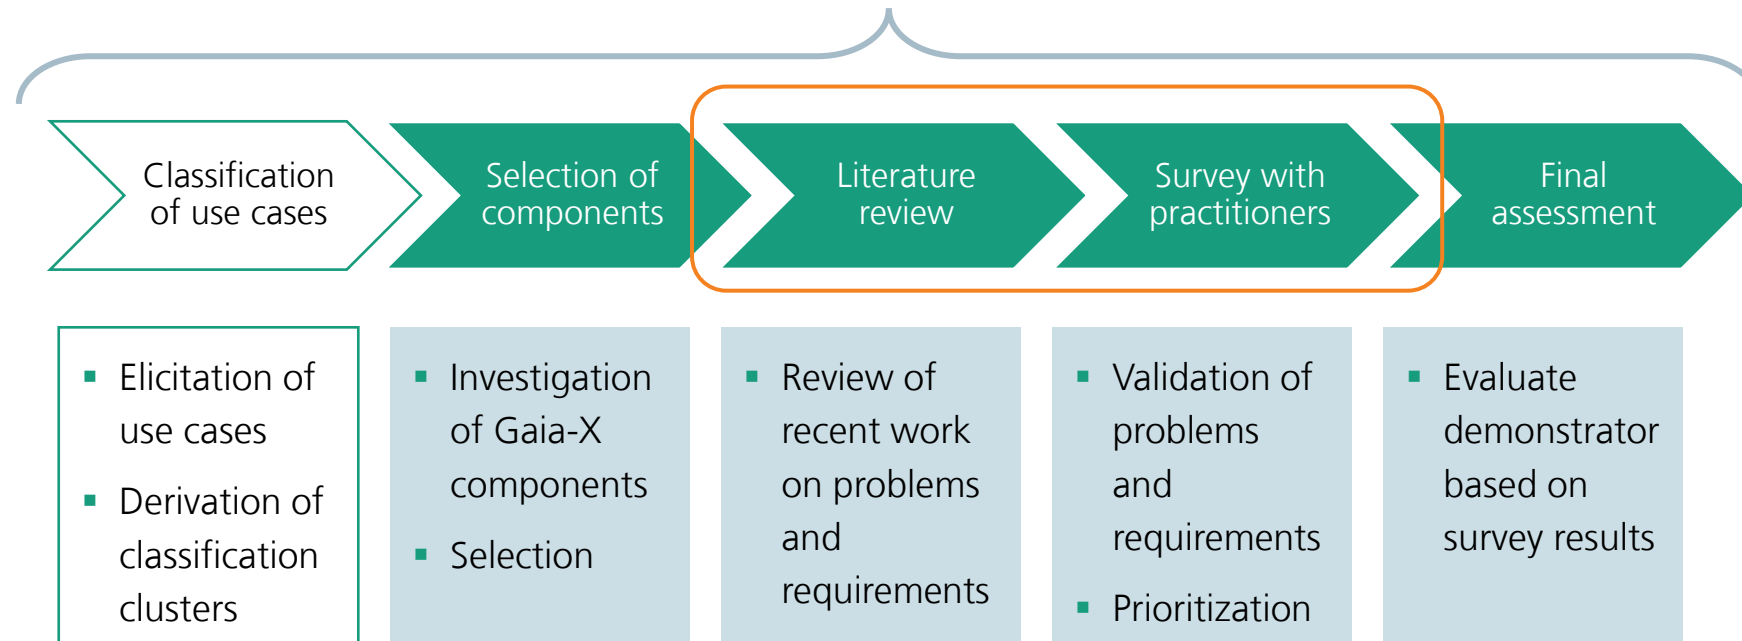 Classification
of use cases
Selection of
components
Literature
review
Survey with
practitioners
Final
assessment
▪ Elicitation of
use cases
▪ Derivation of
classification
clusters
▪ Investigation
of Gaia-X
components
▪ Selection
▪ Review of
recent work
on problems
and
requirements
▪ Validation of
problems
and
requirements
▪ Prioritization
▪ Evaluate
demonstrator
based on
survey results